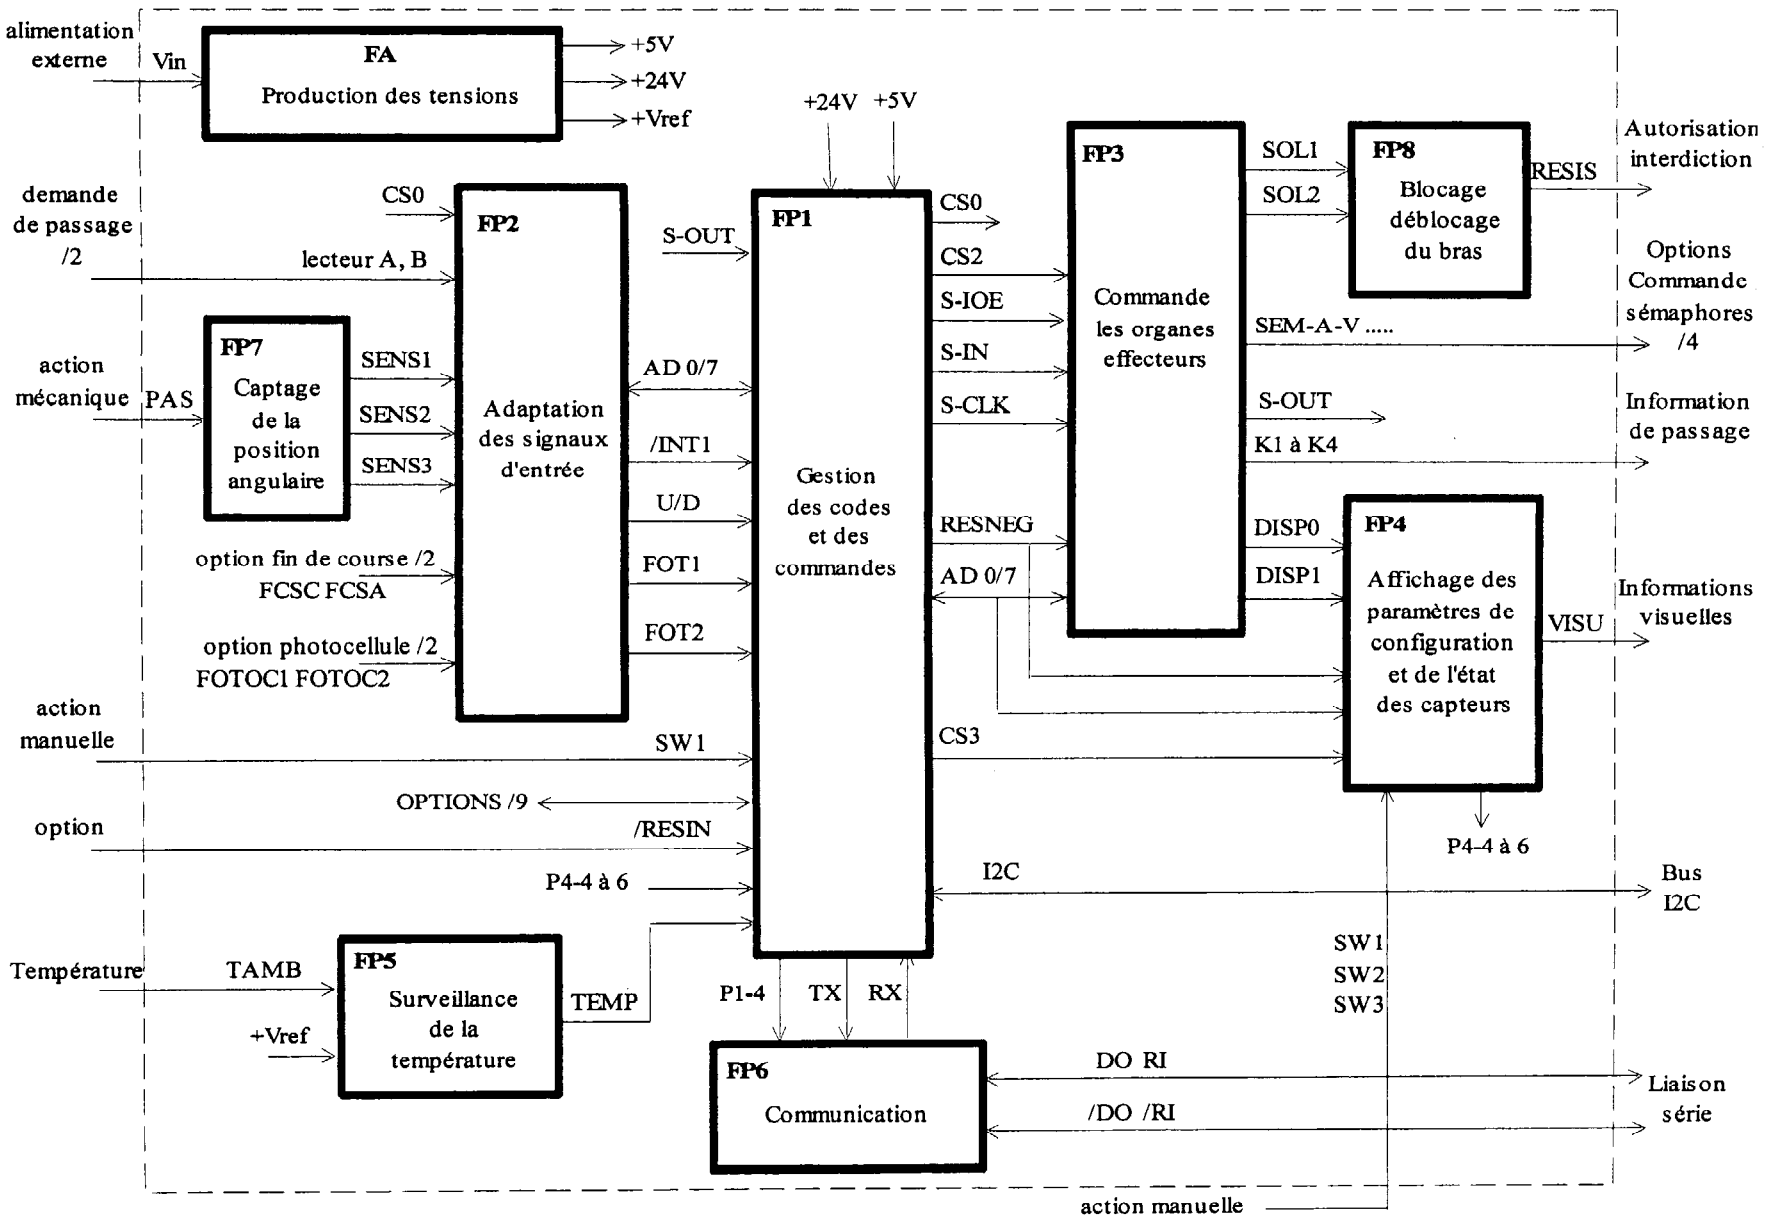 alimentation
externe
Vin
FA
Production des tensions
+5V
+24V
+Vref
demande
de passage
/2
CS0
lecteur A, B
FP2
Adaptation
des signaux
d'entrée
action
mécanique
PAS
FP7
Captage
de la
position
angulaire
SENS1
SENS2
SENS3
option fin de course /2
FCSC FCSA
option photocellule /2
FOTOC1 FOTOC2
S-OUT
AD 0/7
/INT1
U/D
FOT1
FOT2
action
manuelle
SW1
OPTIONS /9
option
/RESIN
P4-4 à 6
Température
TAMB
+Vref
FP5
Surveillance
de la
température
TEMP
+24V +5V
FP1
Gestion
des codes
et des
commandes
CS0
CS2
S-IOE
S-IN
S-CLK
RESNEG
AD 0/7
CS3
I2C
P1-4 TX RX
FP6
Communication
DO RI
/DO /RI
FP3
Commande
les organes
effecteurs
SOL1
SOL2
SEM-A-V .....
S-OUT
K1 à K4
DISP0
DISP1
FP8
Blocage
déblocage
du bras
RESIS
Autorisation
interdiction
Options
Commande
sémaphores
/4
Information
de passage
FP4
Affichage des
paramètres de
configuration
et de l'état
des capteurs
VISU
Informations
visuelles
P4-4 à 6
Bus
I2C
SW1
SW2
SW3
Liaison
série
action manuelle